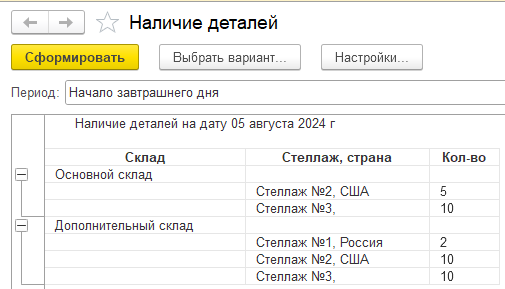 Наличие деталей
Сформировать Выбрать вариант... Настройки...
Период: Начало завтрашнего дня
Наличие деталей на дату 05 августа 2024 г
Склад Стеллаж, страна Кол-во
Основной склад
Стеллаж №2, США 5
Стеллаж №3, 10
Дополнительный склад
Стеллаж №1, Россия 2
Стеллаж №2, США 10
Стеллаж №3, 10